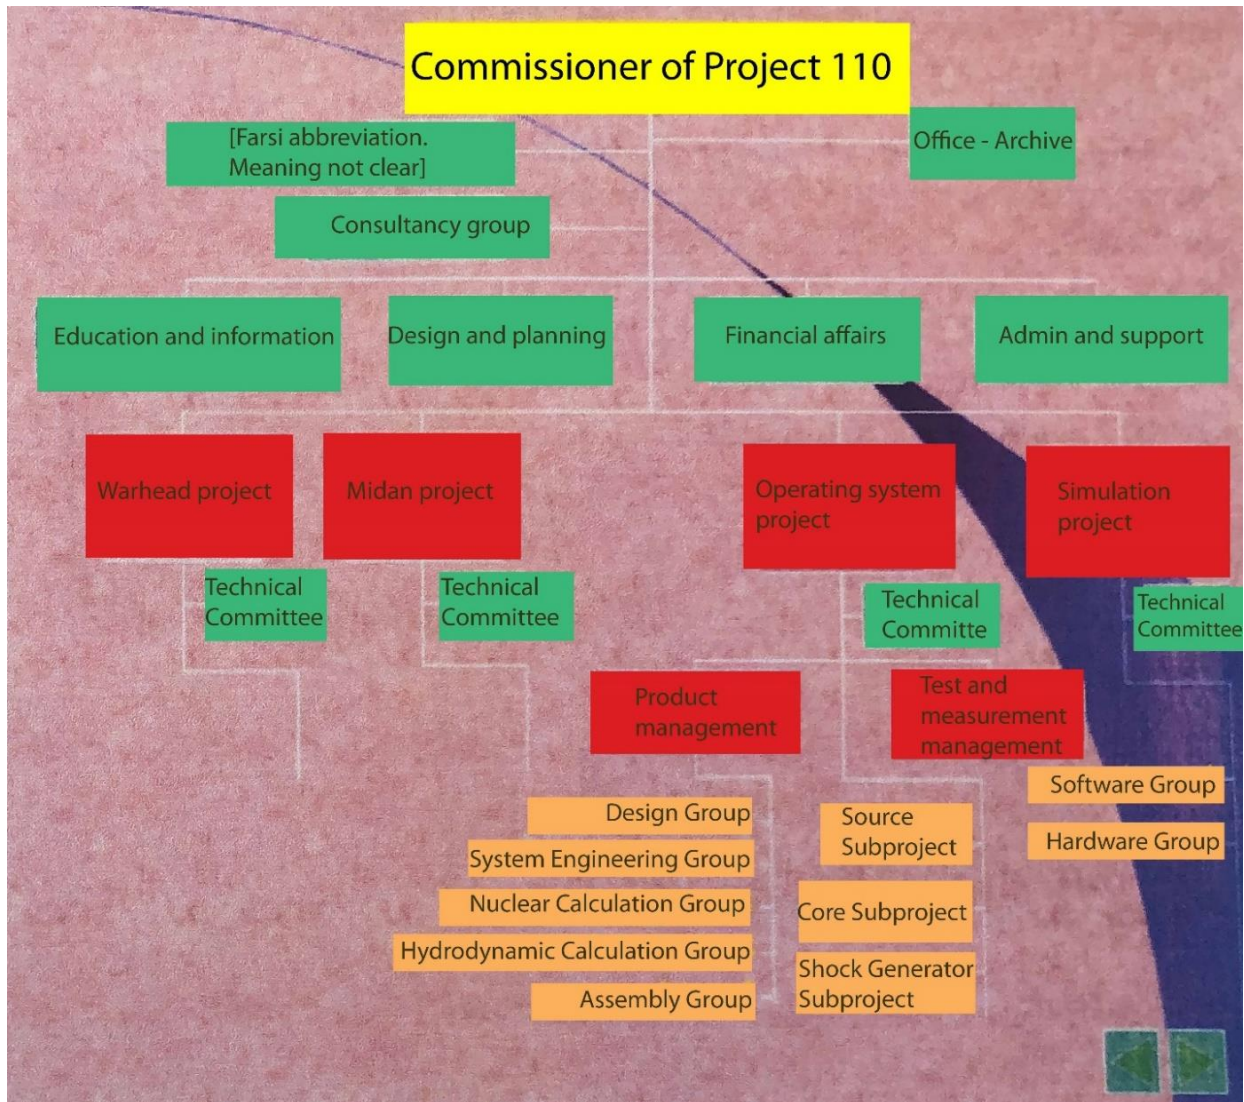 Commissioner of Project 110
[Farsi abbreviation.
Meaning not clear]
Office - Archive
Consultancy group
Education and information
Design and planning
Financial affairs
Admin and support
Warhead project
Midan project
Operating system
project
Simulation
project
Technical
Committee
Technical
Committee
Technical
Committe
Technical
Committee
Product
management
Test and
measurement
management
Design Group
System Engineering Group
Nuclear Calculation Group
Hydrodynamic Calculation Group
Assembly Group
Source
Subproject
Core Subproject
Shock Generator
Subproject
Software Group
Hardware Group